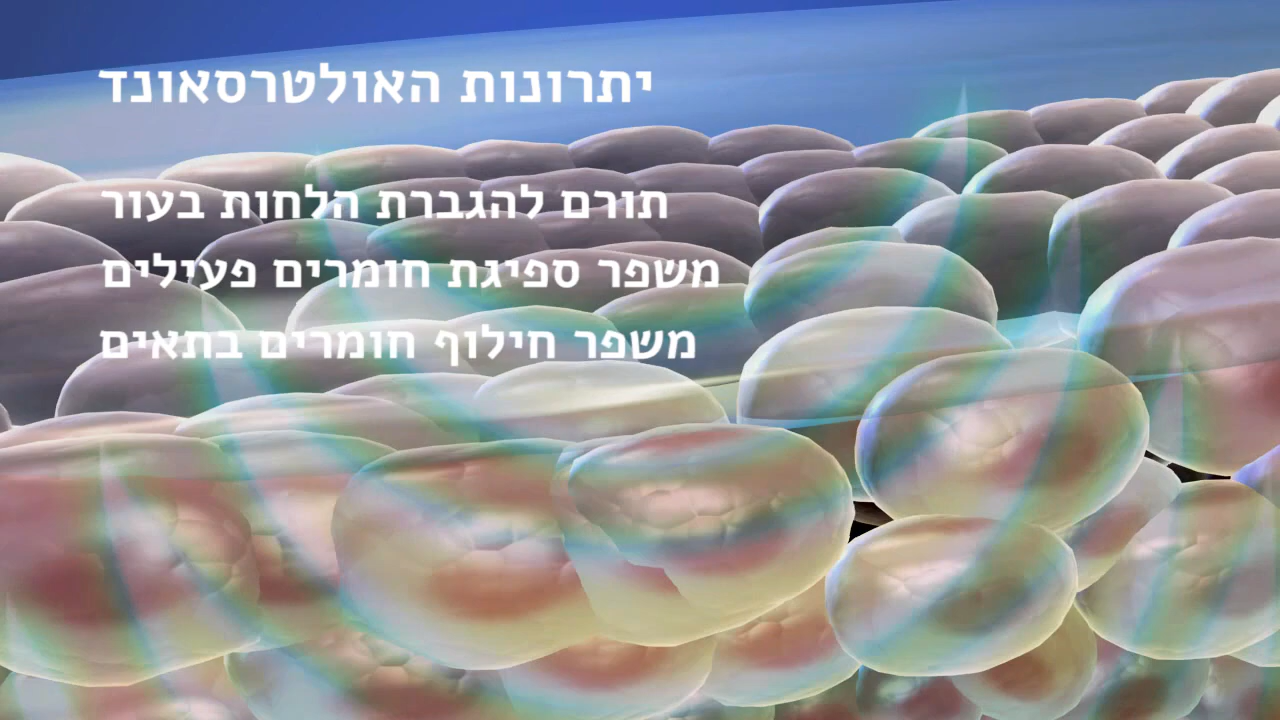 יתרונות האולטרסאונד
תורם להגברת הלחות בעור
משפר ספיגת חומרים פעילים
משפר חילוף חומרים בתאים